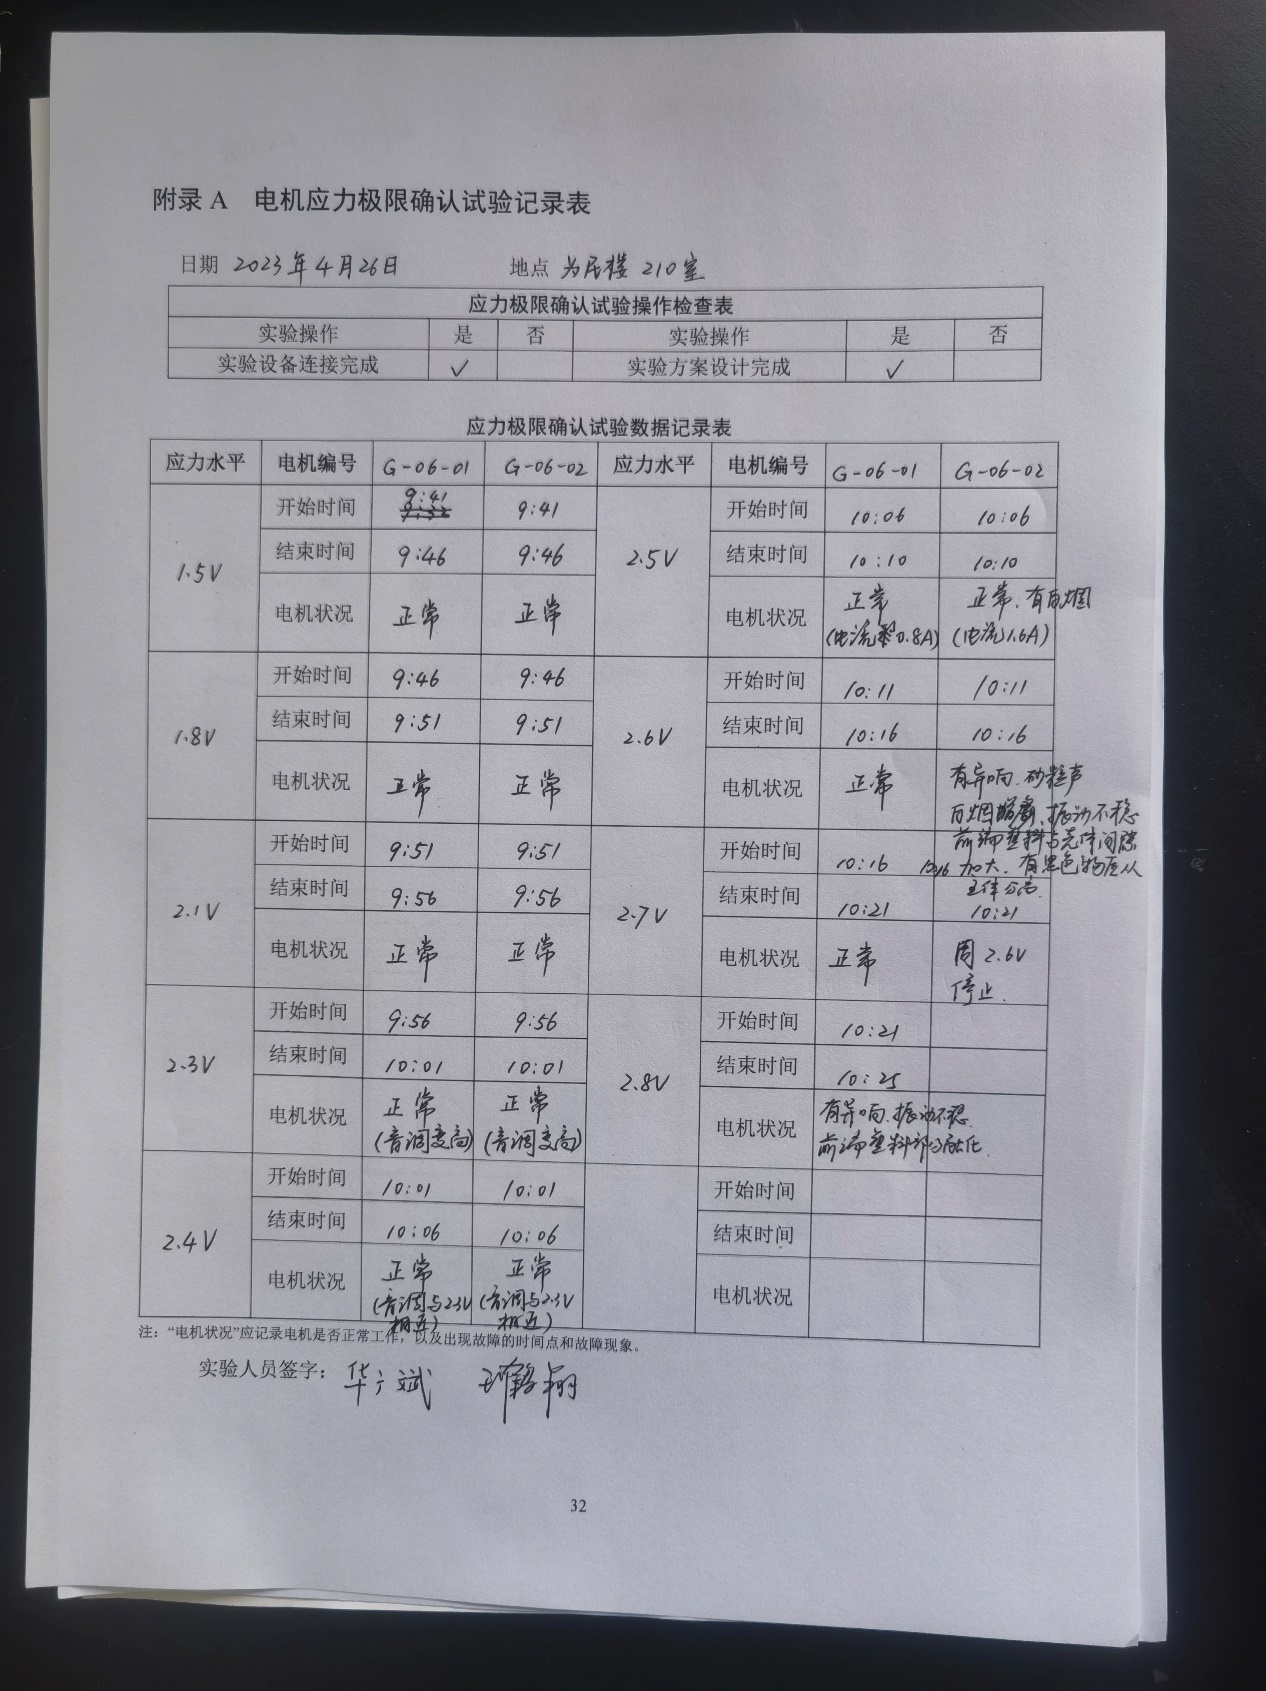 附录 A 电机应力极限确认试验记录表
日期 2023年4月26日 地点 为民楼 210室
应力极限确认试验操作检查表
实验操作 是 否 实验操作 是 否
实验设备连接完成 ✓ 实验方案设计完成 ✓
应力极限确认试验数据记录表
应力水平 电机编号 G-06-01 G-06-02 应力水平 电机编号 G-06-01 G-06-02
1.5V 开始时间 9:41 9:41 2.5V 开始时间 10:06 10:06
结束时间 9:46 9:46 结束时间 10:10 10:10
电机状况 正常 正常 电机状况 正常 正常、有白烟
(电流0.8A) (电流1.6A)
1.8V 开始时间 9:46 9:46 2.6V 开始时间 10:11 10:11
结束时间 9:51 9:51 结束时间 10:16 10:16
电机状况 正常 正常 电机状况 正常 有异响、砂粒声
白烟 、振动不稳
前端塑料与壳体间隙
加大、有黑色物质从
主体分离
2.1V 开始时间 9:51 9:51 2.7V 开始时间 10:16 10:16
结束时间 9:56 9:56 结束时间 10:21 10:21
电机状况 正常 正常 电机状况 正常 同 2.6V
停止.
2.3V 开始时间 9:56 9:56 2.8V 开始时间 10:21
结束时间 10:01 10:01 结束时间 10:25
电机状况 正常 正常 电机状况 有异响、振动不稳
(音调变高) (音调变高) 前端塑料部分融化.
2.4V 开始时间 10:01 10:01 开始时间
结束时间 10:06 10:06 结束时间
电机状况 正常 正常 电机状况
(音调与2.3V (音调与2.3V
相近) 相近)
注：“电机状况”应记录电机是否正常工作，以及出现故障的时间点和故障现象。
实验人员签字： 华广斌
32